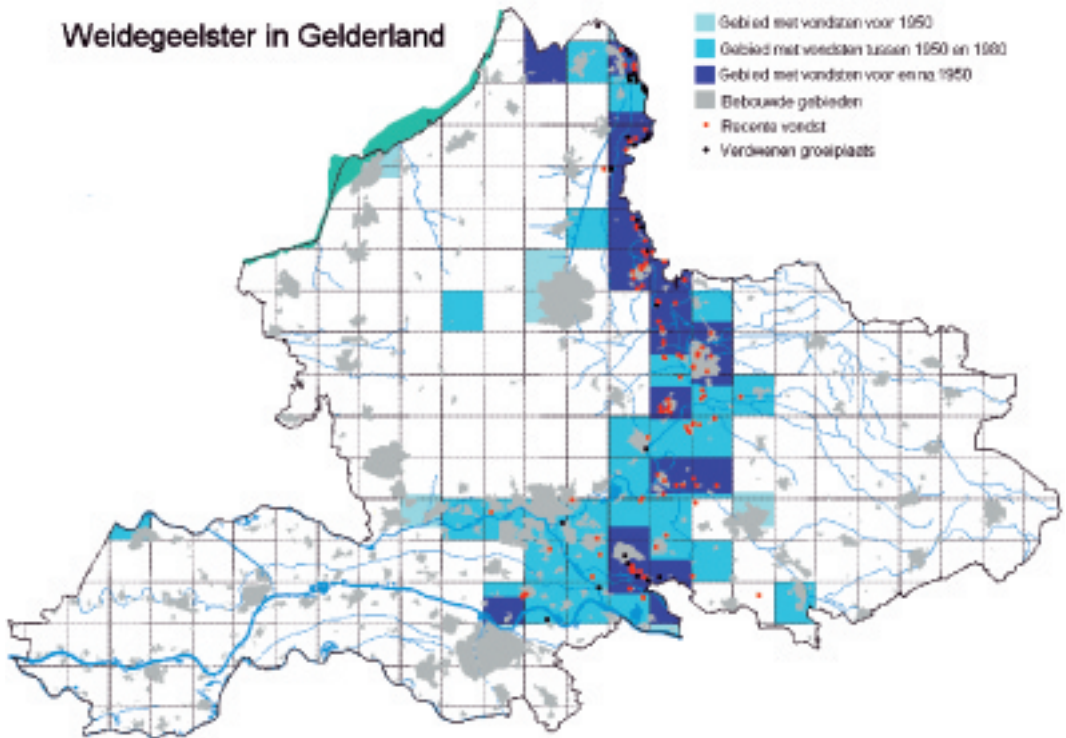 Weidegeelster in Gelderland
Gebied met vondsten voor 1950
Gebied met vondsten tussen 1950 en 1980
Gebied met vondsten voor en na 1950
Bebouwde gebieden
Recente vondst
Verdwenen groeiplaats